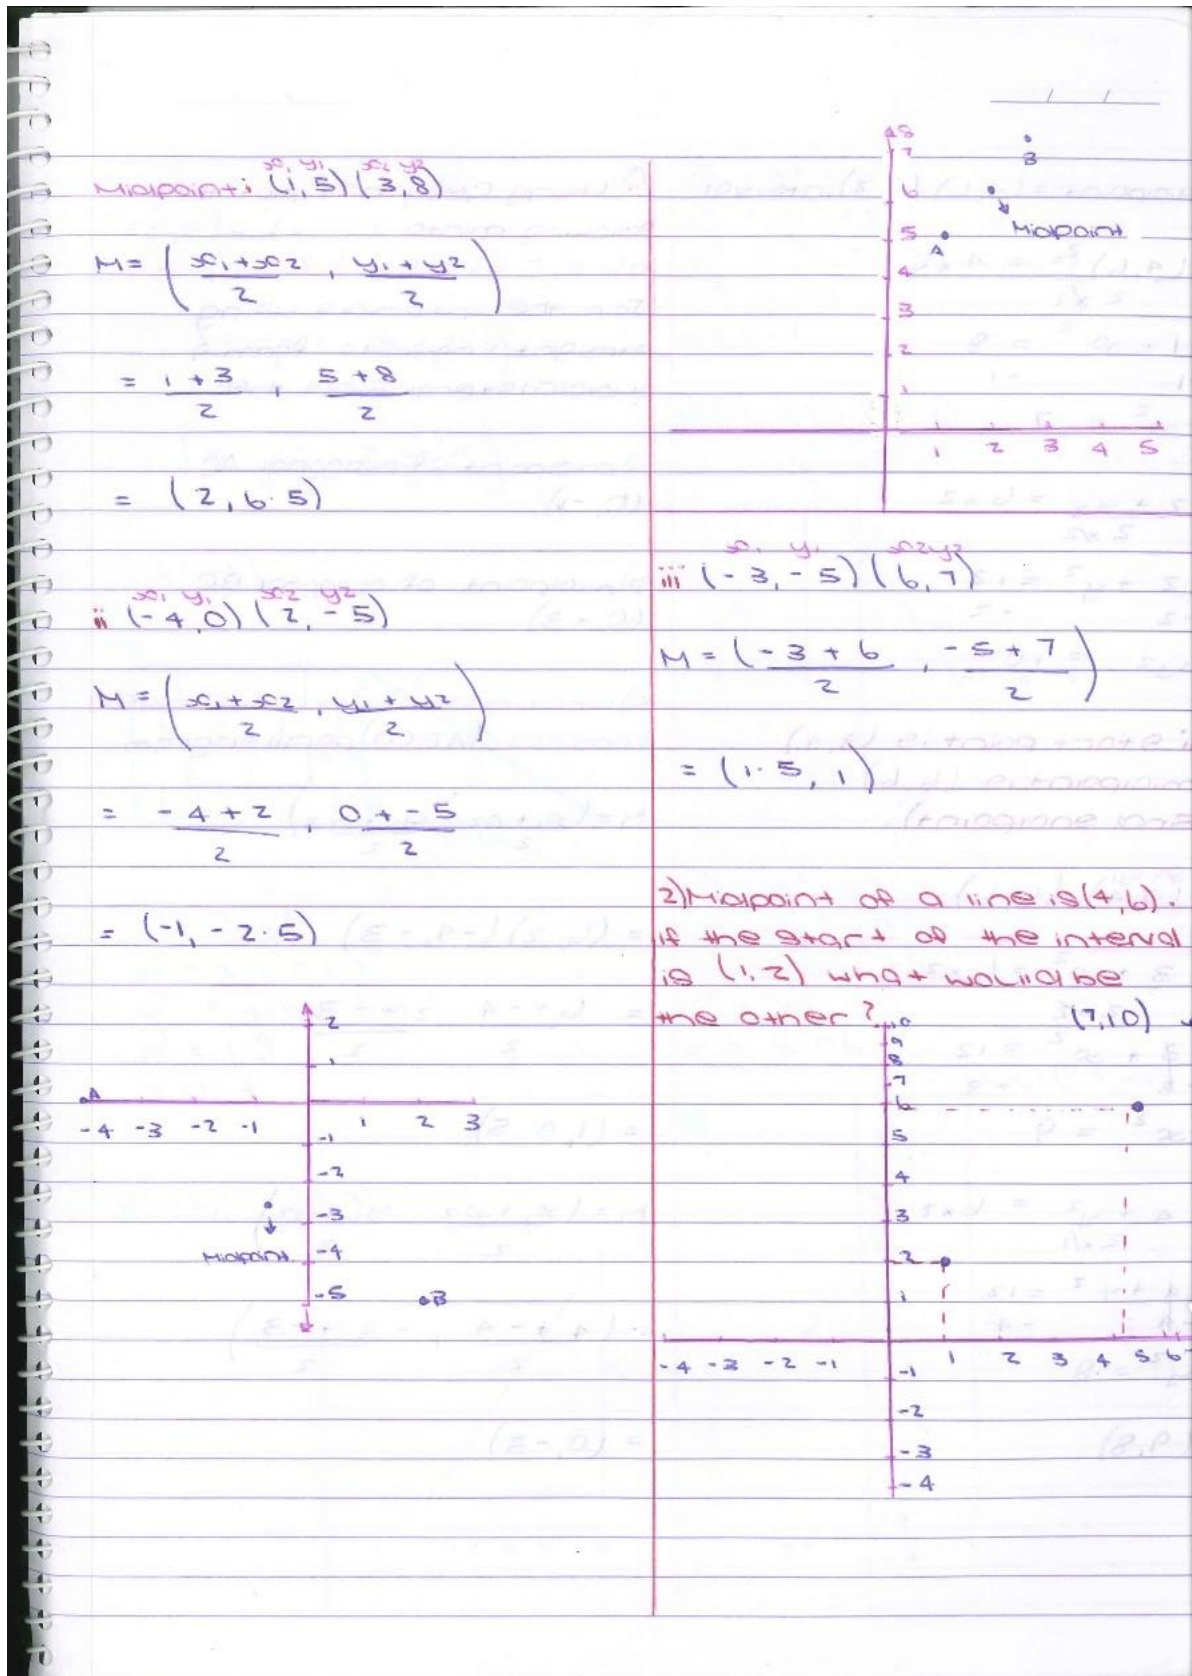 x₁ y₁ x₂ y₂
Midpoint i (1,5) (3,8)
M = ( x₁+x₂ / 2 , y₁+y₂ / 2 )
= 1+3 / 2 , 5+8 / 2
= (2, 6.5)
x₁ y₁ x₂ y₂
ii (-4,0) (2,-5)
M = ( x₁+x₂ / 2 , y₁+y₂ / 2 )
= -4+2 / 2 , 0+-5 / 2
= (-1, -2.5)
2
1
A
-4 -3 -2 -1 1 2 3
-1
-2
-3
Midpoint -4
-5 B
/ /
8
7 B
6
Midpoint
5 A
4
3
2
1
1 2 3 4 5
x₁ y₁ x₂ y₂
iii (-3,-5) (6,7)
M = ( -3+6 / 2 , -5+7 / 2 )
= (1.5, 1)
2) Midpoint of a line is (4,6).
If the start of the interval
is (1,2) what would be
the other? 10 (7,10)
9
8
7
6
5
4
3
2
1
-4 -3 -2 -1 1 2 3 4 5 6
-1
-2
-3
-4